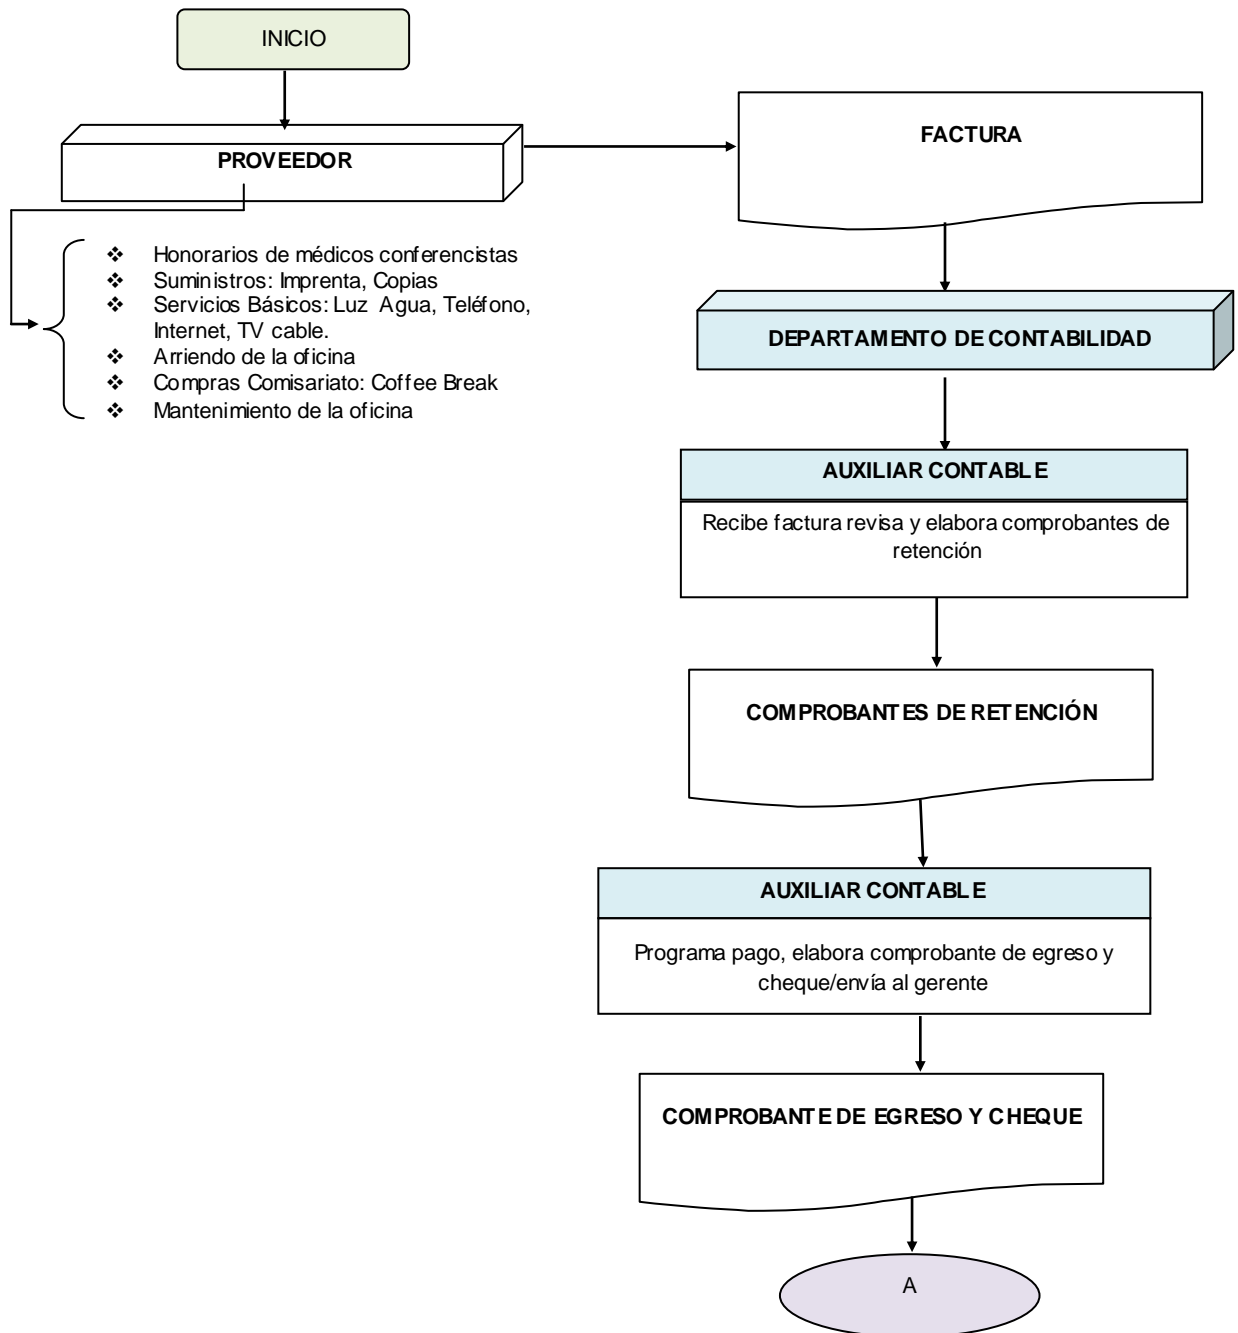 INICIO
PROVEEDOR
❖ Honorarios de médicos conferencistas
❖ Suministros: Imprenta, Copias
❖ Servicios Básicos: Luz Agua, Teléfono,
Internet, TV cable.
❖ Arriendo de la oficina
❖ Compras Comisariato: Coffee Break
❖ Mantenimiento de la oficina
FACTURA
DEPARTAMENTO DE CONTABILIDAD
AUXILIAR CONTABLE
Recibe factura revisa y elabora comprobantes de
retención
COMPROBANTES DE RETENCIÓN
AUXILIAR CONTABLE
Programa pago, elabora comprobante de egreso y
cheque/envía al gerente
COMPROBANTE DE EGRESO Y CHEQUE
A